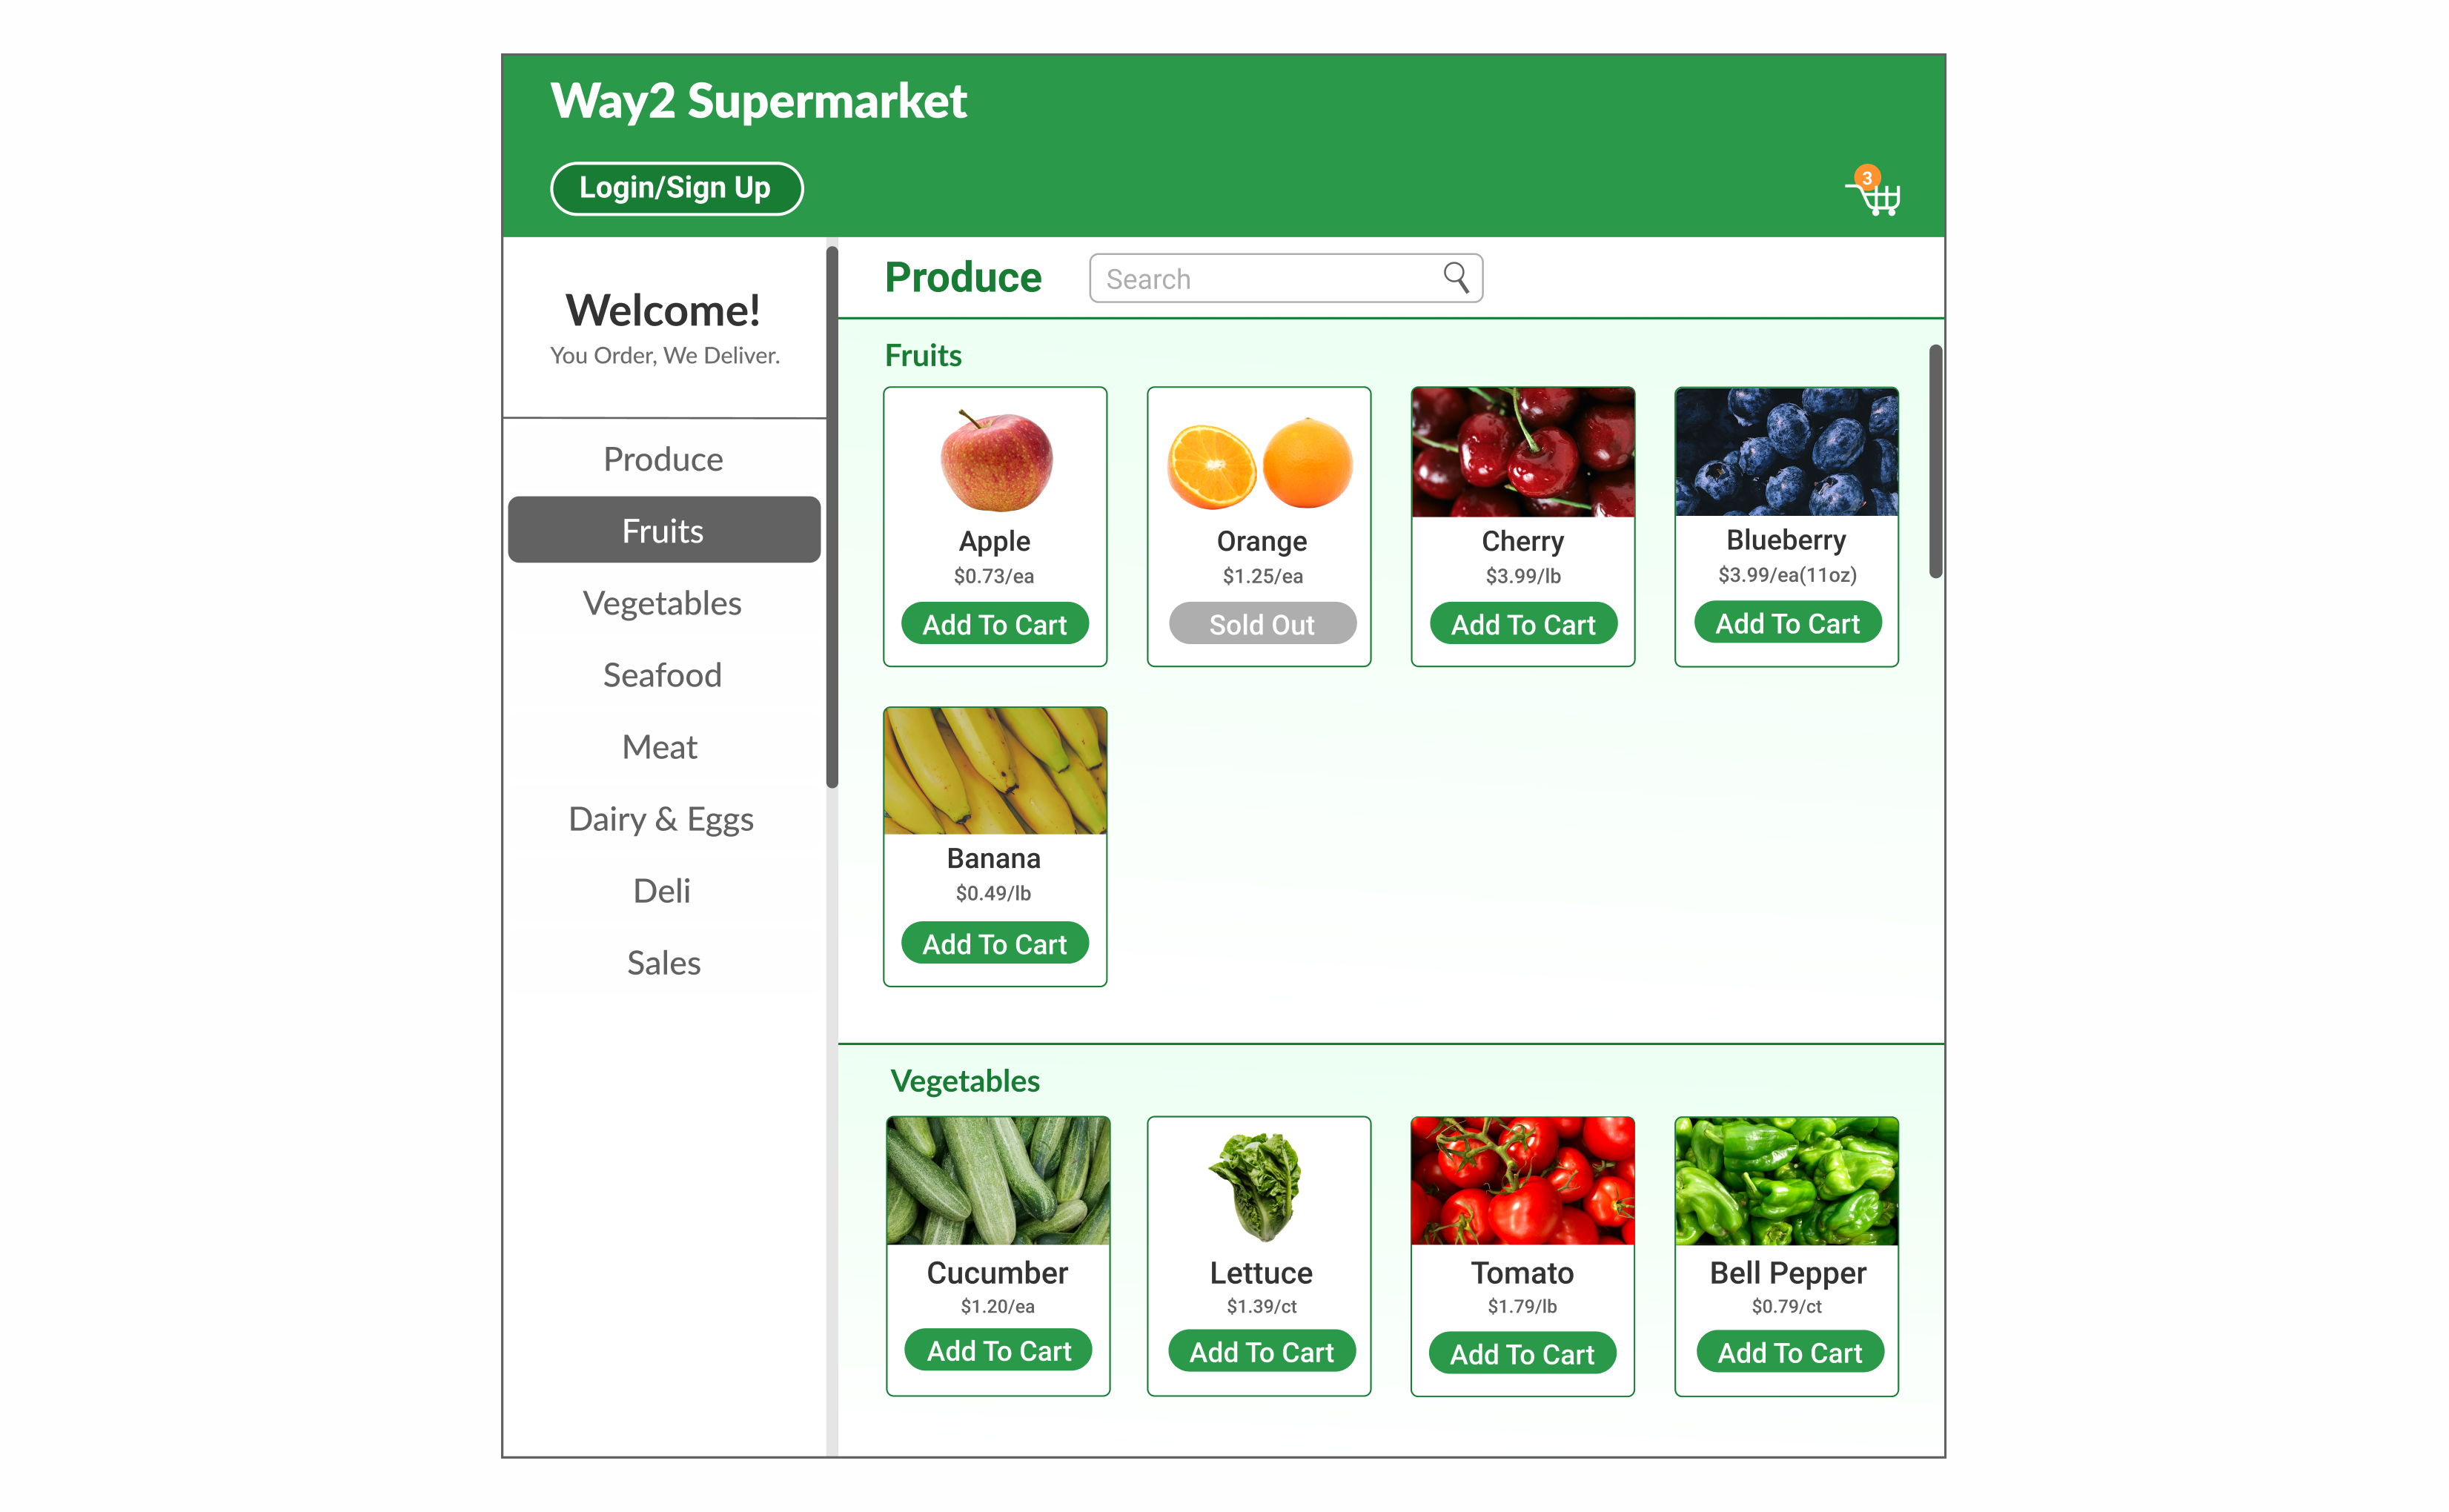 Way2 Supermarket
Login/Sign Up
3
Welcome!
You Order, We Deliver.
Produce
Fruits
Vegetables
Seafood
Meat
Dairy & Eggs
Deli
Sales
Produce
Search
Fruits
Apple
$0.73/ea
Add To Cart
Orange
$1.25/ea
Sold Out
Cherry
$3.99/lb
Add To Cart
Blueberry
$3.99/ea(11oz)
Add To Cart
Banana
$0.49/lb
Add To Cart
Vegetables
Cucumber
$1.20/ea
Add To Cart
Lettuce
$1.39/ct
Add To Cart
Tomato
$1.79/lb
Add To Cart
Bell Pepper
$0.79/ct
Add To Cart